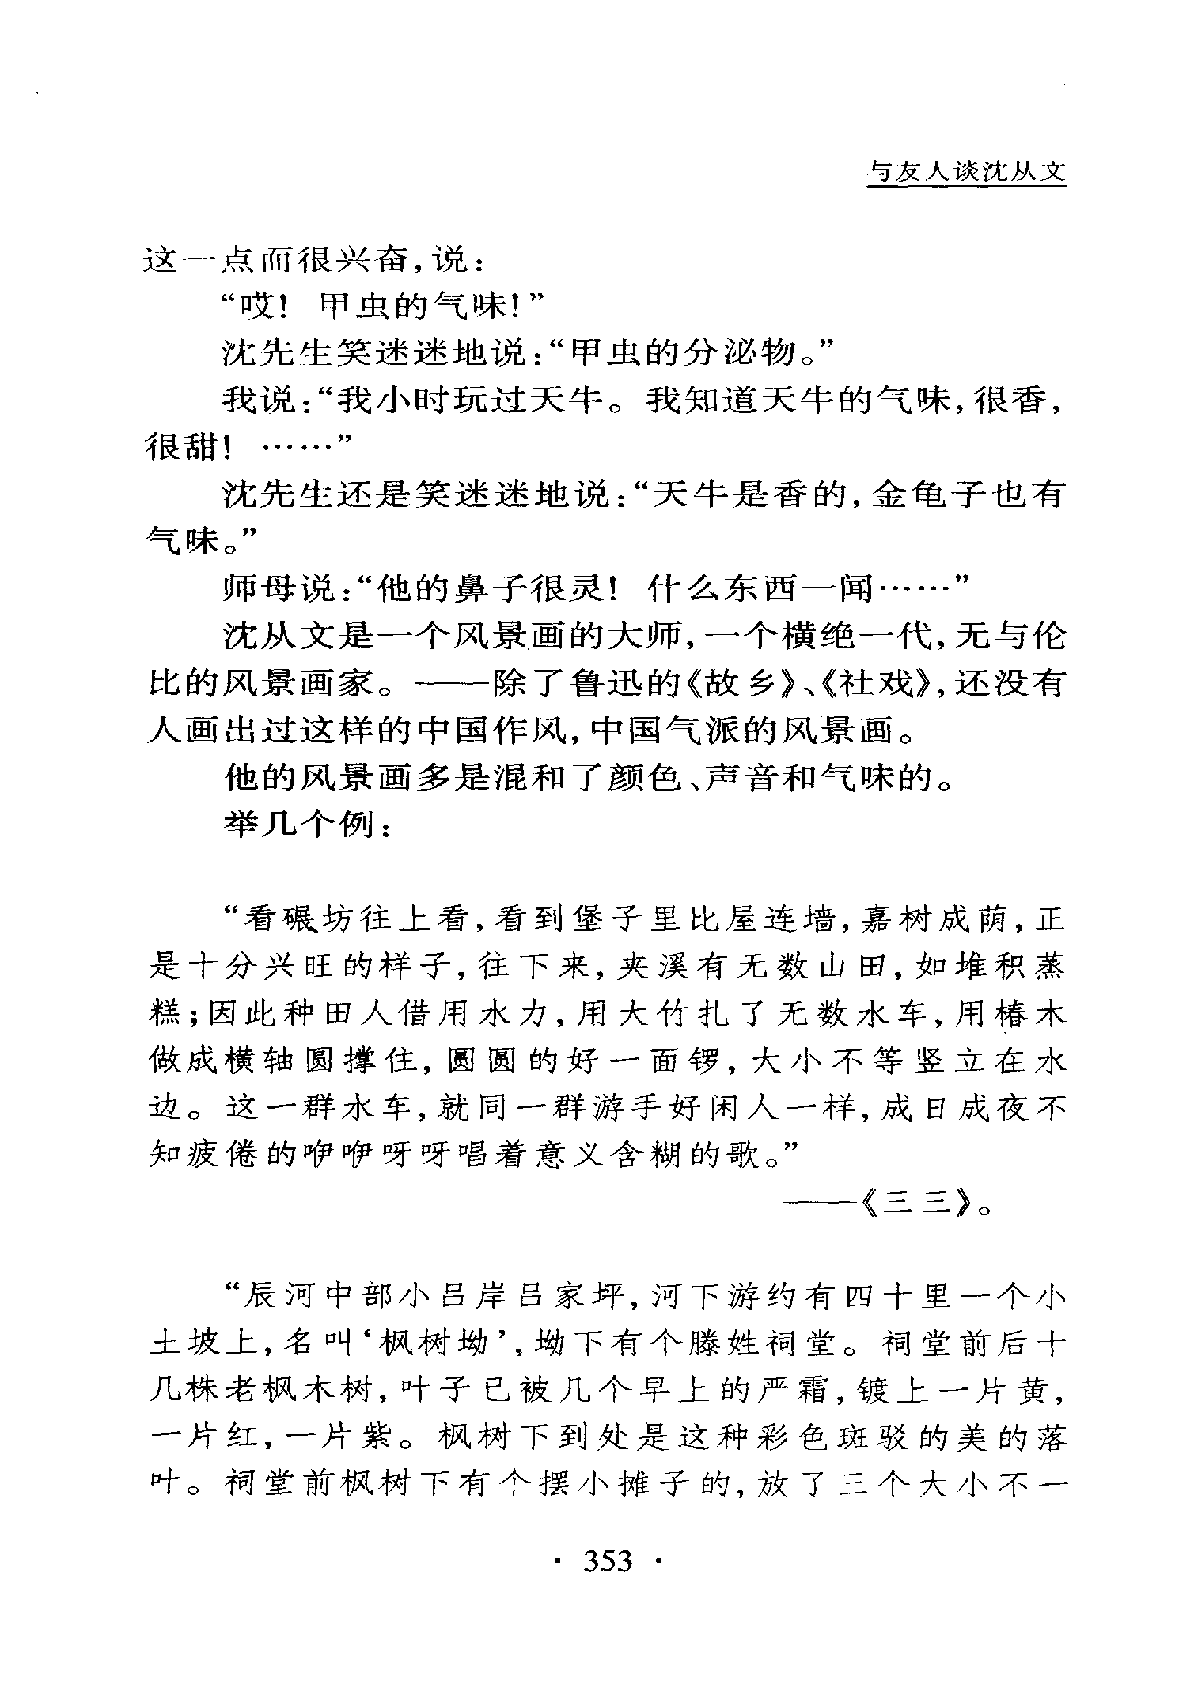 与友人谈沈从文
这一点而很兴奋，说：
“哎！ 甲虫的气味！”
沈先生笑迷迷地说：“甲虫的分泌物。”
我说：“我小时玩过天牛。我知道天牛的气味，很香，
很甜！ ……”
沈先生还是笑迷迷地说：“天牛是香的，金龟子也有
气味。”
师母说：“他的鼻子很灵！ 什么东西一闻……”
沈从文是一个风景画的大师，一个横绝一代，无与伦
比的风景画家。——除了鲁迅的《故乡》、《社戏》，还没有
人画出过这样的中国作风，中国气派的风景画。
他的风景画多是混和了颜色、声音和气味的。
举几个例：
“看碾坊往上看，看到堡子里比屋连墙，嘉树成荫，正
是十分兴旺的样子，往下来，夹溪有无数山田，如堆积蒸
糕；因此种田人借用水力，用大竹扎了无数水车，用椿木
做成横轴圆撑住，圆圆的好一面锣，大小不等竖立在水
边。这一群水车，就同一群游手好闲人一样，成日成夜不
知疲倦的咿咿呀呀唱着意义含糊的歌。”
——《三三》。
“辰河中部小吕岸吕家坪，河下游约有四十里一个小
土坡上，名叫‘枫树坳’，坳下有个滕姓祠堂。祠堂前后十
几株老枫木树，叶子已被几个早上的严霜，镀上一片黄，
一片红，一片紫。枫树下到处是这种彩色斑驳的美的落
叶。祠堂前枫树下有个摆小摊子的，放了三个大小不一
· 353 ·